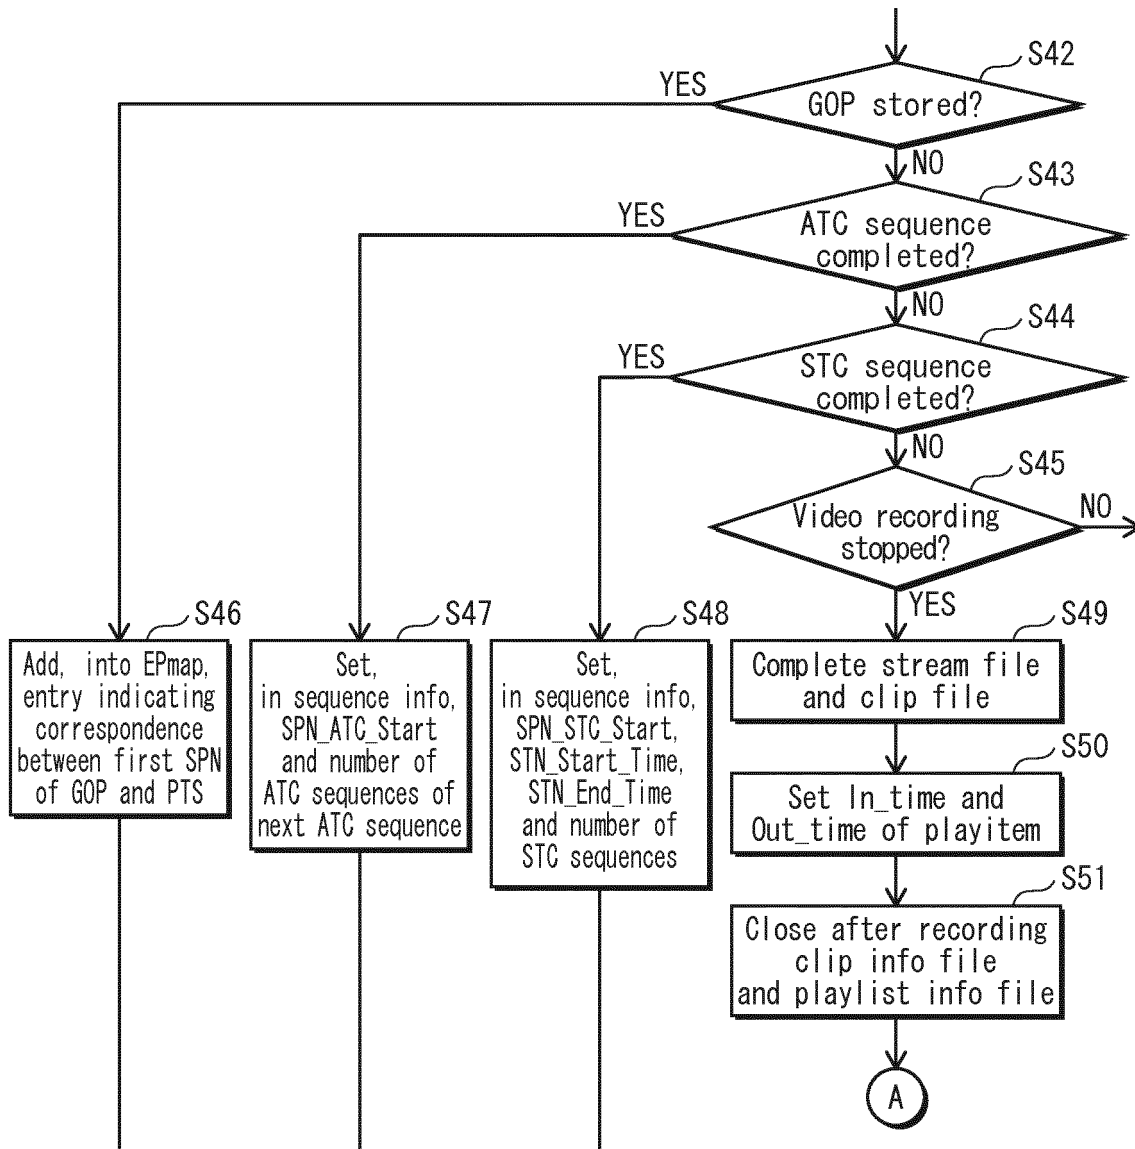 S42
YES
GOP stored?
NO
S43
YES
ATC sequence
completed?
NO
S44
YES
STC sequence
completed?
NO
S45
Video recording
stopped?
NO
YES
S46
Add, into EPmap,
entry indicating
correspondence
between first SPN
of GOP and PTS
S47
Set,
in sequence info,
SPN_ATC_Start
and number of
ATC sequences of
next ATC sequence
S48
Set,
in sequence info,
SPN_STC_Start,
STN_Start_Time,
STN_End_Time
and number of
STC sequences
S49
Complete stream file
and clip file
S50
Set In_time and
Out_time of playitem
S51
Close after recording
clip info file
and playlist info file
A